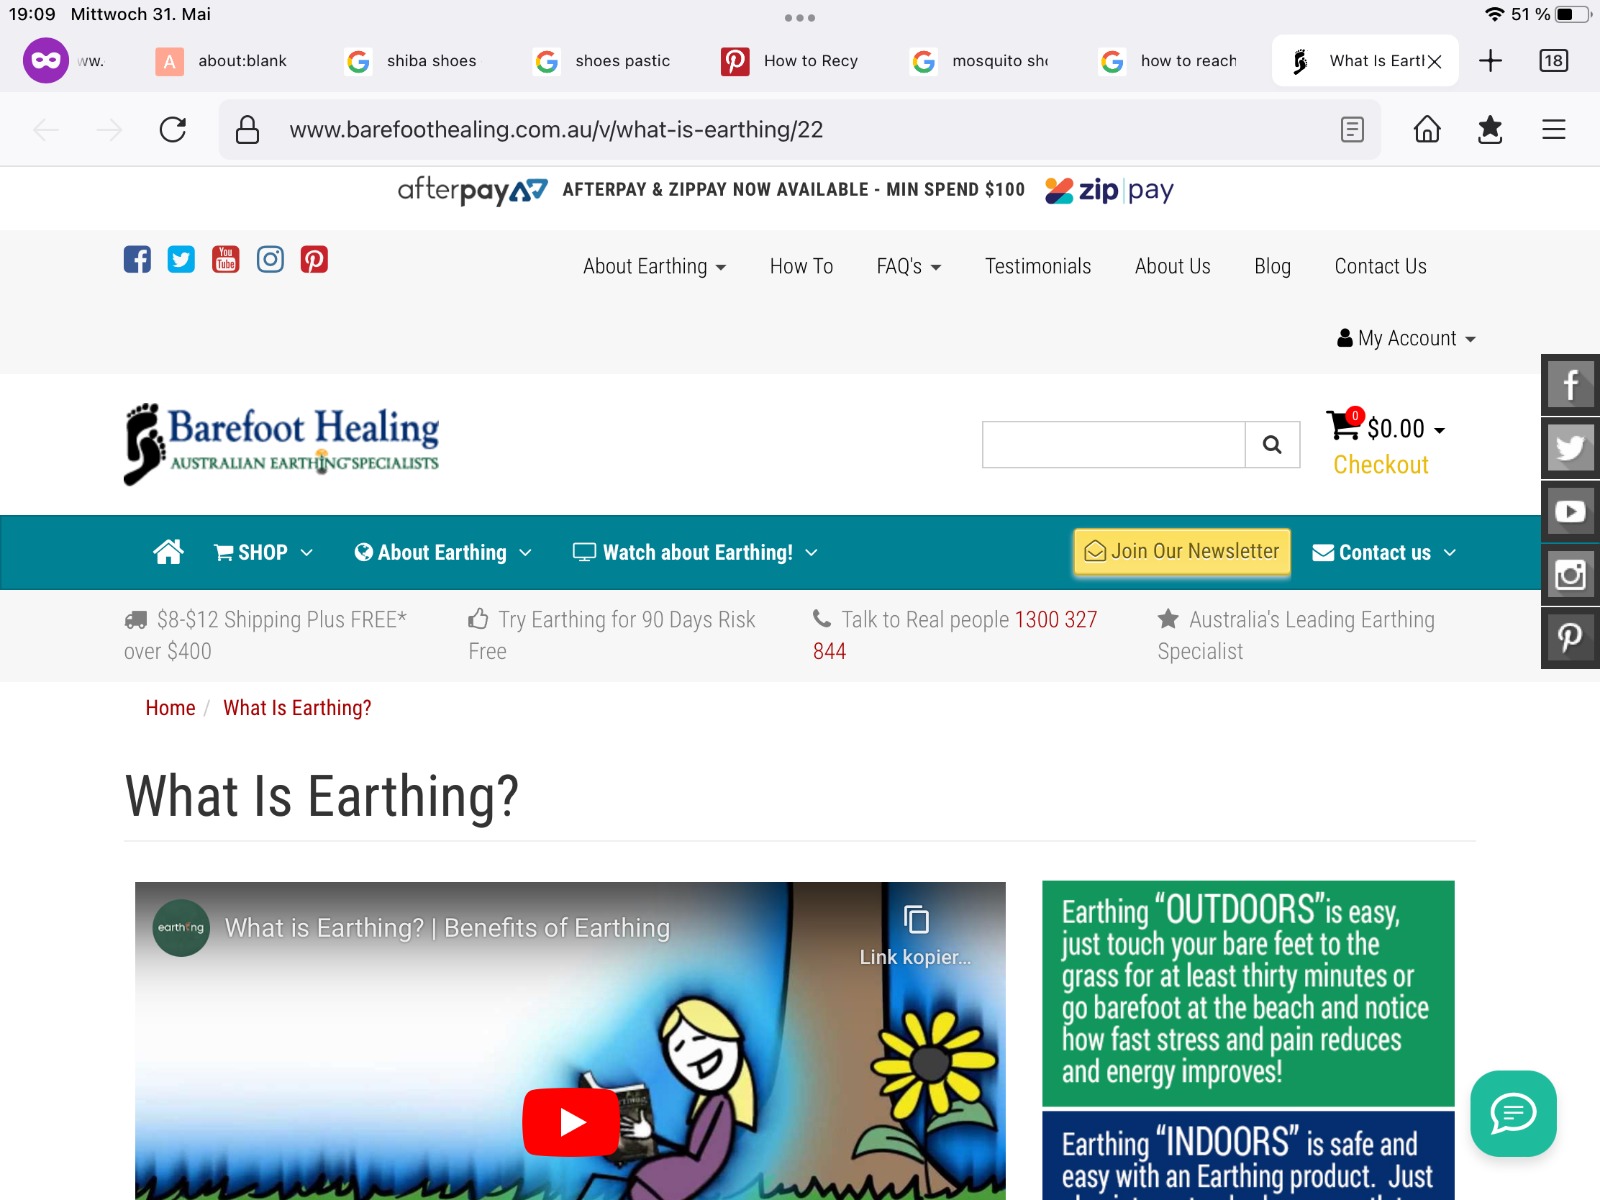 19:09 Mittwoch 31. Mai
51 %
ww.
A
about:blank
shiba shoes
shoes pastic
How to Recy
mosquito sho
how to reach
What Is Eartl
18
www.barefoothealing.com.au/v/what-is-earthing/22
afterpay AFTERPAY & ZIPPAY NOW AVAILABLE - MIN SPEND $100 zip pay
You Tube
About Earthing How To FAQ's Testimonials About Us Blog Contact Us
My Account
Barefoot Healing
AUSTRALIAN EARTHING SPECIALISTS
0
$0.00
Checkout
SHOP About Earthing Watch about Earthing! Join Our Newsletter Contact us
$8-$12 Shipping Plus FREE*
over $400
Try Earthing for 90 Days Risk
Free
Talk to Real people 1300 327
844
Australia's Leading Earthing
Specialist
Home / What Is Earthing?
What Is Earthing?
earthing
What is Earthing? | Benefits of Earthing
Link kopier...
Earthing “OUTDOORS”is easy,
just touch your bare feet to the
grass for at least thirty minutes or
go barefoot at the beach and notice
how fast stress and pain reduces
and energy improves!
Earthing “INDOORS” is safe and
easy with an Earthing product. Just